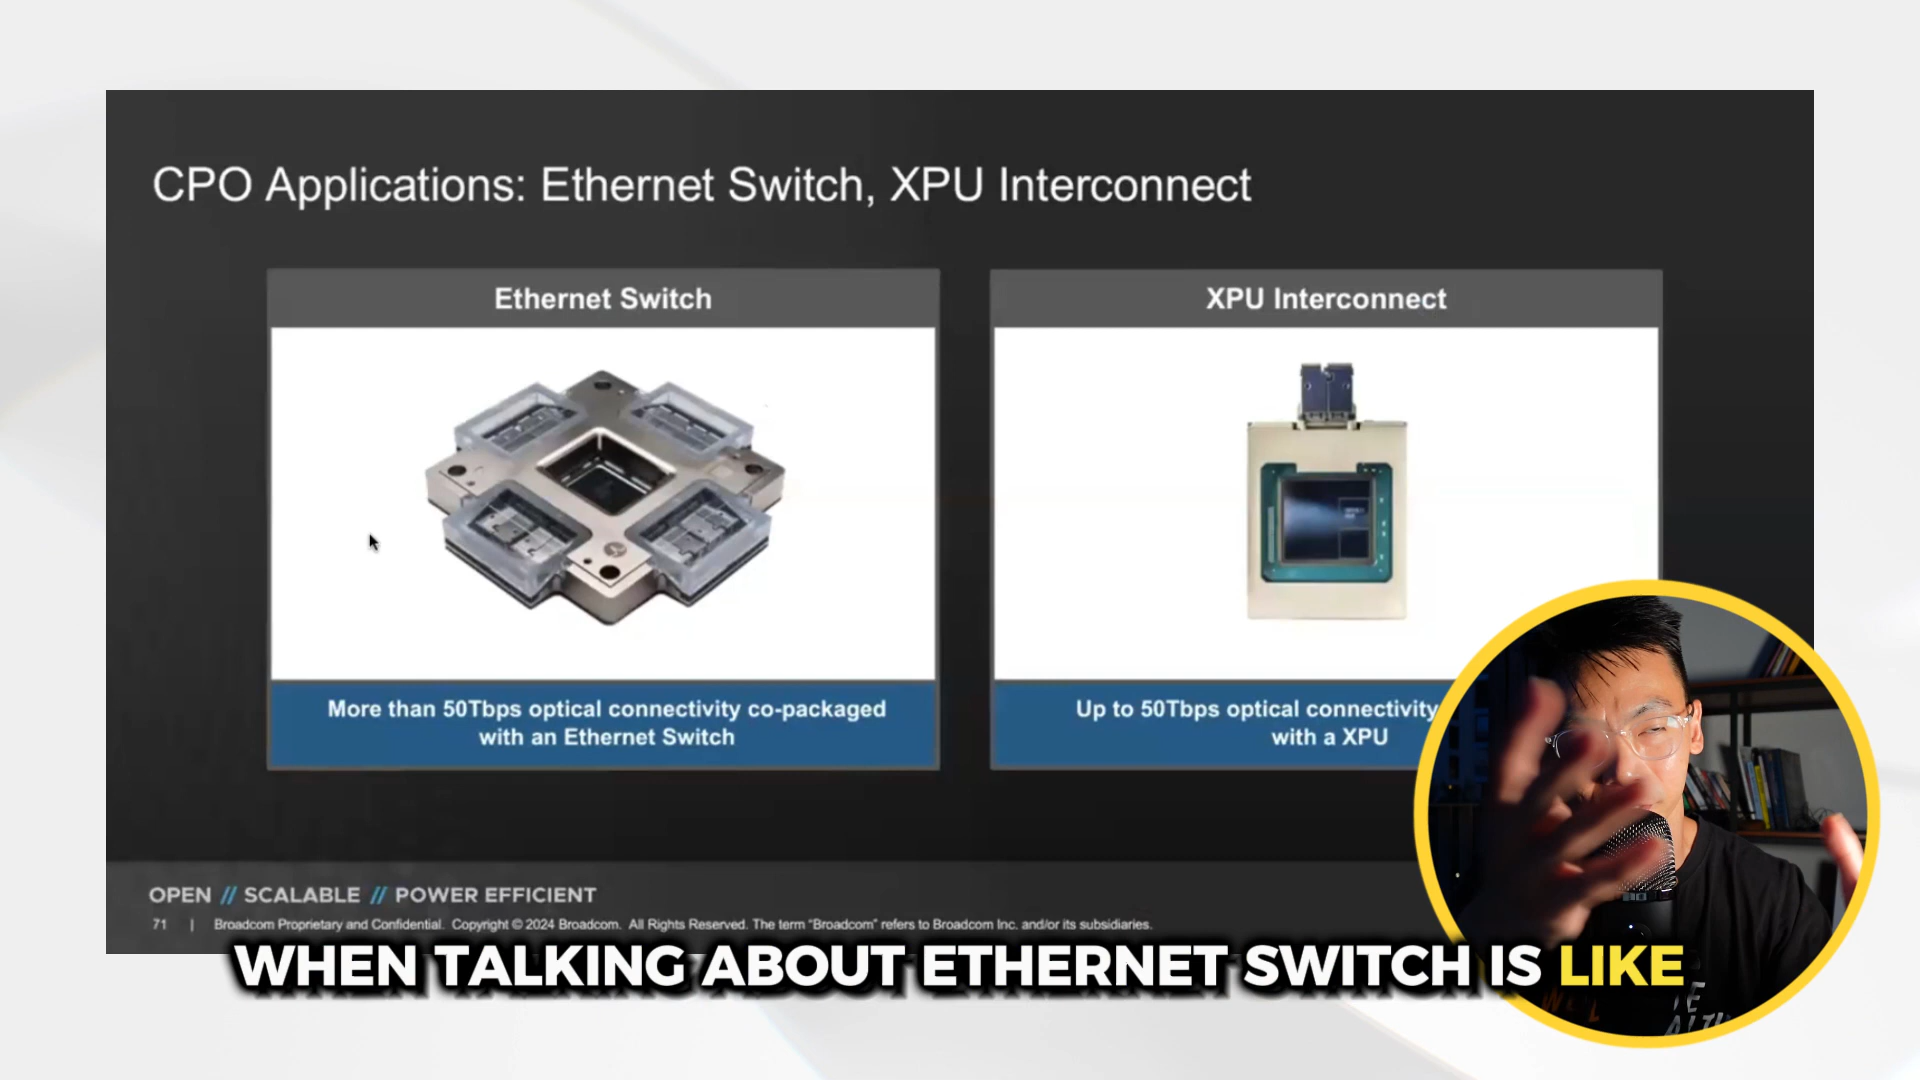 CPO Applications: Ethernet Switch, XPU Interconnect
Ethernet Switch
More than 50Tbps optical connectivity co-packaged
with an Ethernet Switch
XPU Interconnect
Up to 50Tbps optical connectivity
with a XPU
OPEN // SCALABLE // POWER EFFICIENT
71 | Broadcom Proprietary and Confidential. Copyright © 2024 Broadcom. All Rights Reserved. The term "Broadcom" refers to Broadcom Inc. and/or its subsidiaries.
WHEN TALKING ABOUT ETHERNET SWITCH IS LIKE